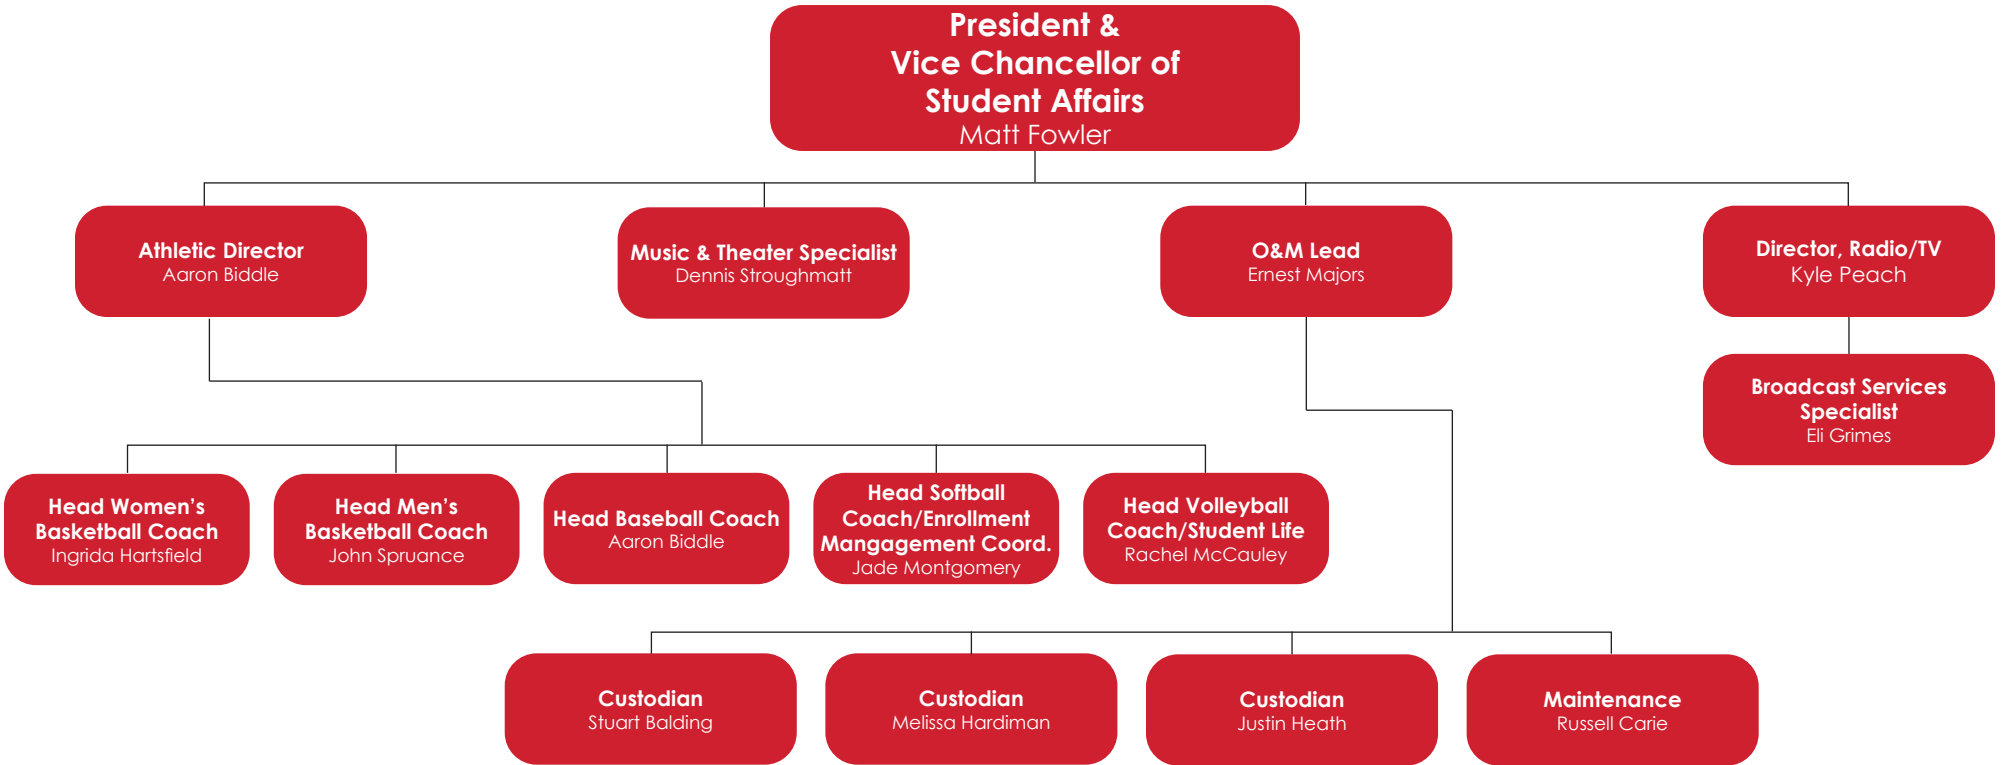 President &
Vice Chancellor of
Student Affairs
Matt Fowler
Athletic Director
Aaron Biddle
Music & Theater Specialist
Dennis Stroughmatt
O&M Lead
Ernest Majors
Director, Radio/TV
Kyle Peach
Broadcast Services
Specialist
Eli Grimes
Head Women’s
Basketball Coach
Ingrida Hartsfield
Head Men’s
Basketball Coach
John Spruance
Head Baseball Coach
Aaron Biddle
Head Softball
Coach/Enrollment
Mangagement Coord.
Jade Montgomery
Head Volleyball
Coach/Student Life
Rachel McCauley
Custodian
Stuart Balding
Custodian
Melissa Hardiman
Custodian
Justin Heath
Maintenance
Russell Carie